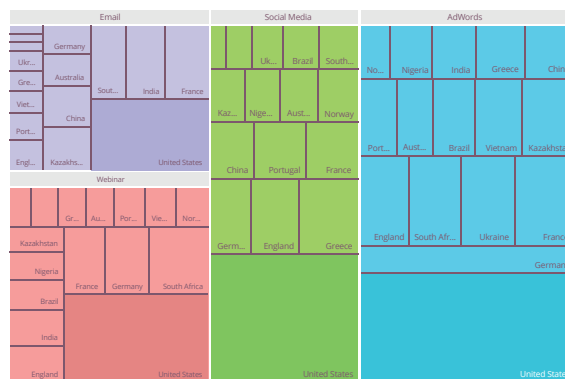 Email
Germany
Ukr...
Australia
Gre...
Sout...
India
France
Viet...
China
Port...
Engl...
Kazakhs...
United States
Webinar
Gr...
Au...
Por...
Vie...
Nor...
Kazakhstan
Nigeria
France
Germany
South Africa
Brazil
India
England
United States
Social Media
Uk...
Brazil
South...
Kaz...
Nige...
Aust...
Norway
China
Portugal
France
Germ...
England
Greece
United States
AdWords
No...
Nigeria
India
Greece
Chin
Port...
Aust...
Brazil
Vietnam
Kazakhsta
England
South Afr...
Ukraine
Franc
German
United State